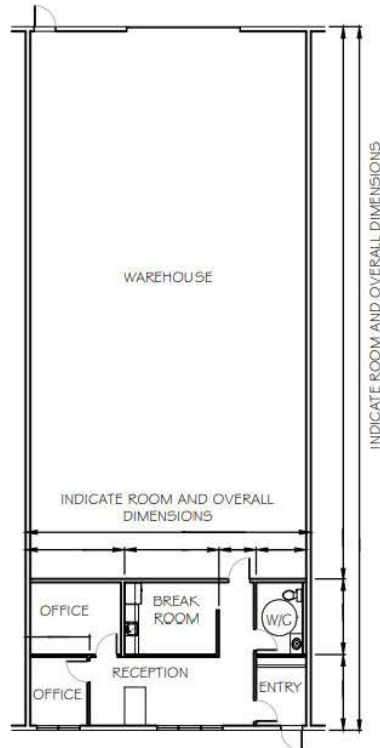 WAREHOUSE
INDICATE ROOM AND OVERALL DIMENSIONS
INDICATE ROOM AND OVERALL
DIMENSIONS
OFFICE
BREAK
ROOM
W/C
RECEPTION
OFFICE
ENTRY